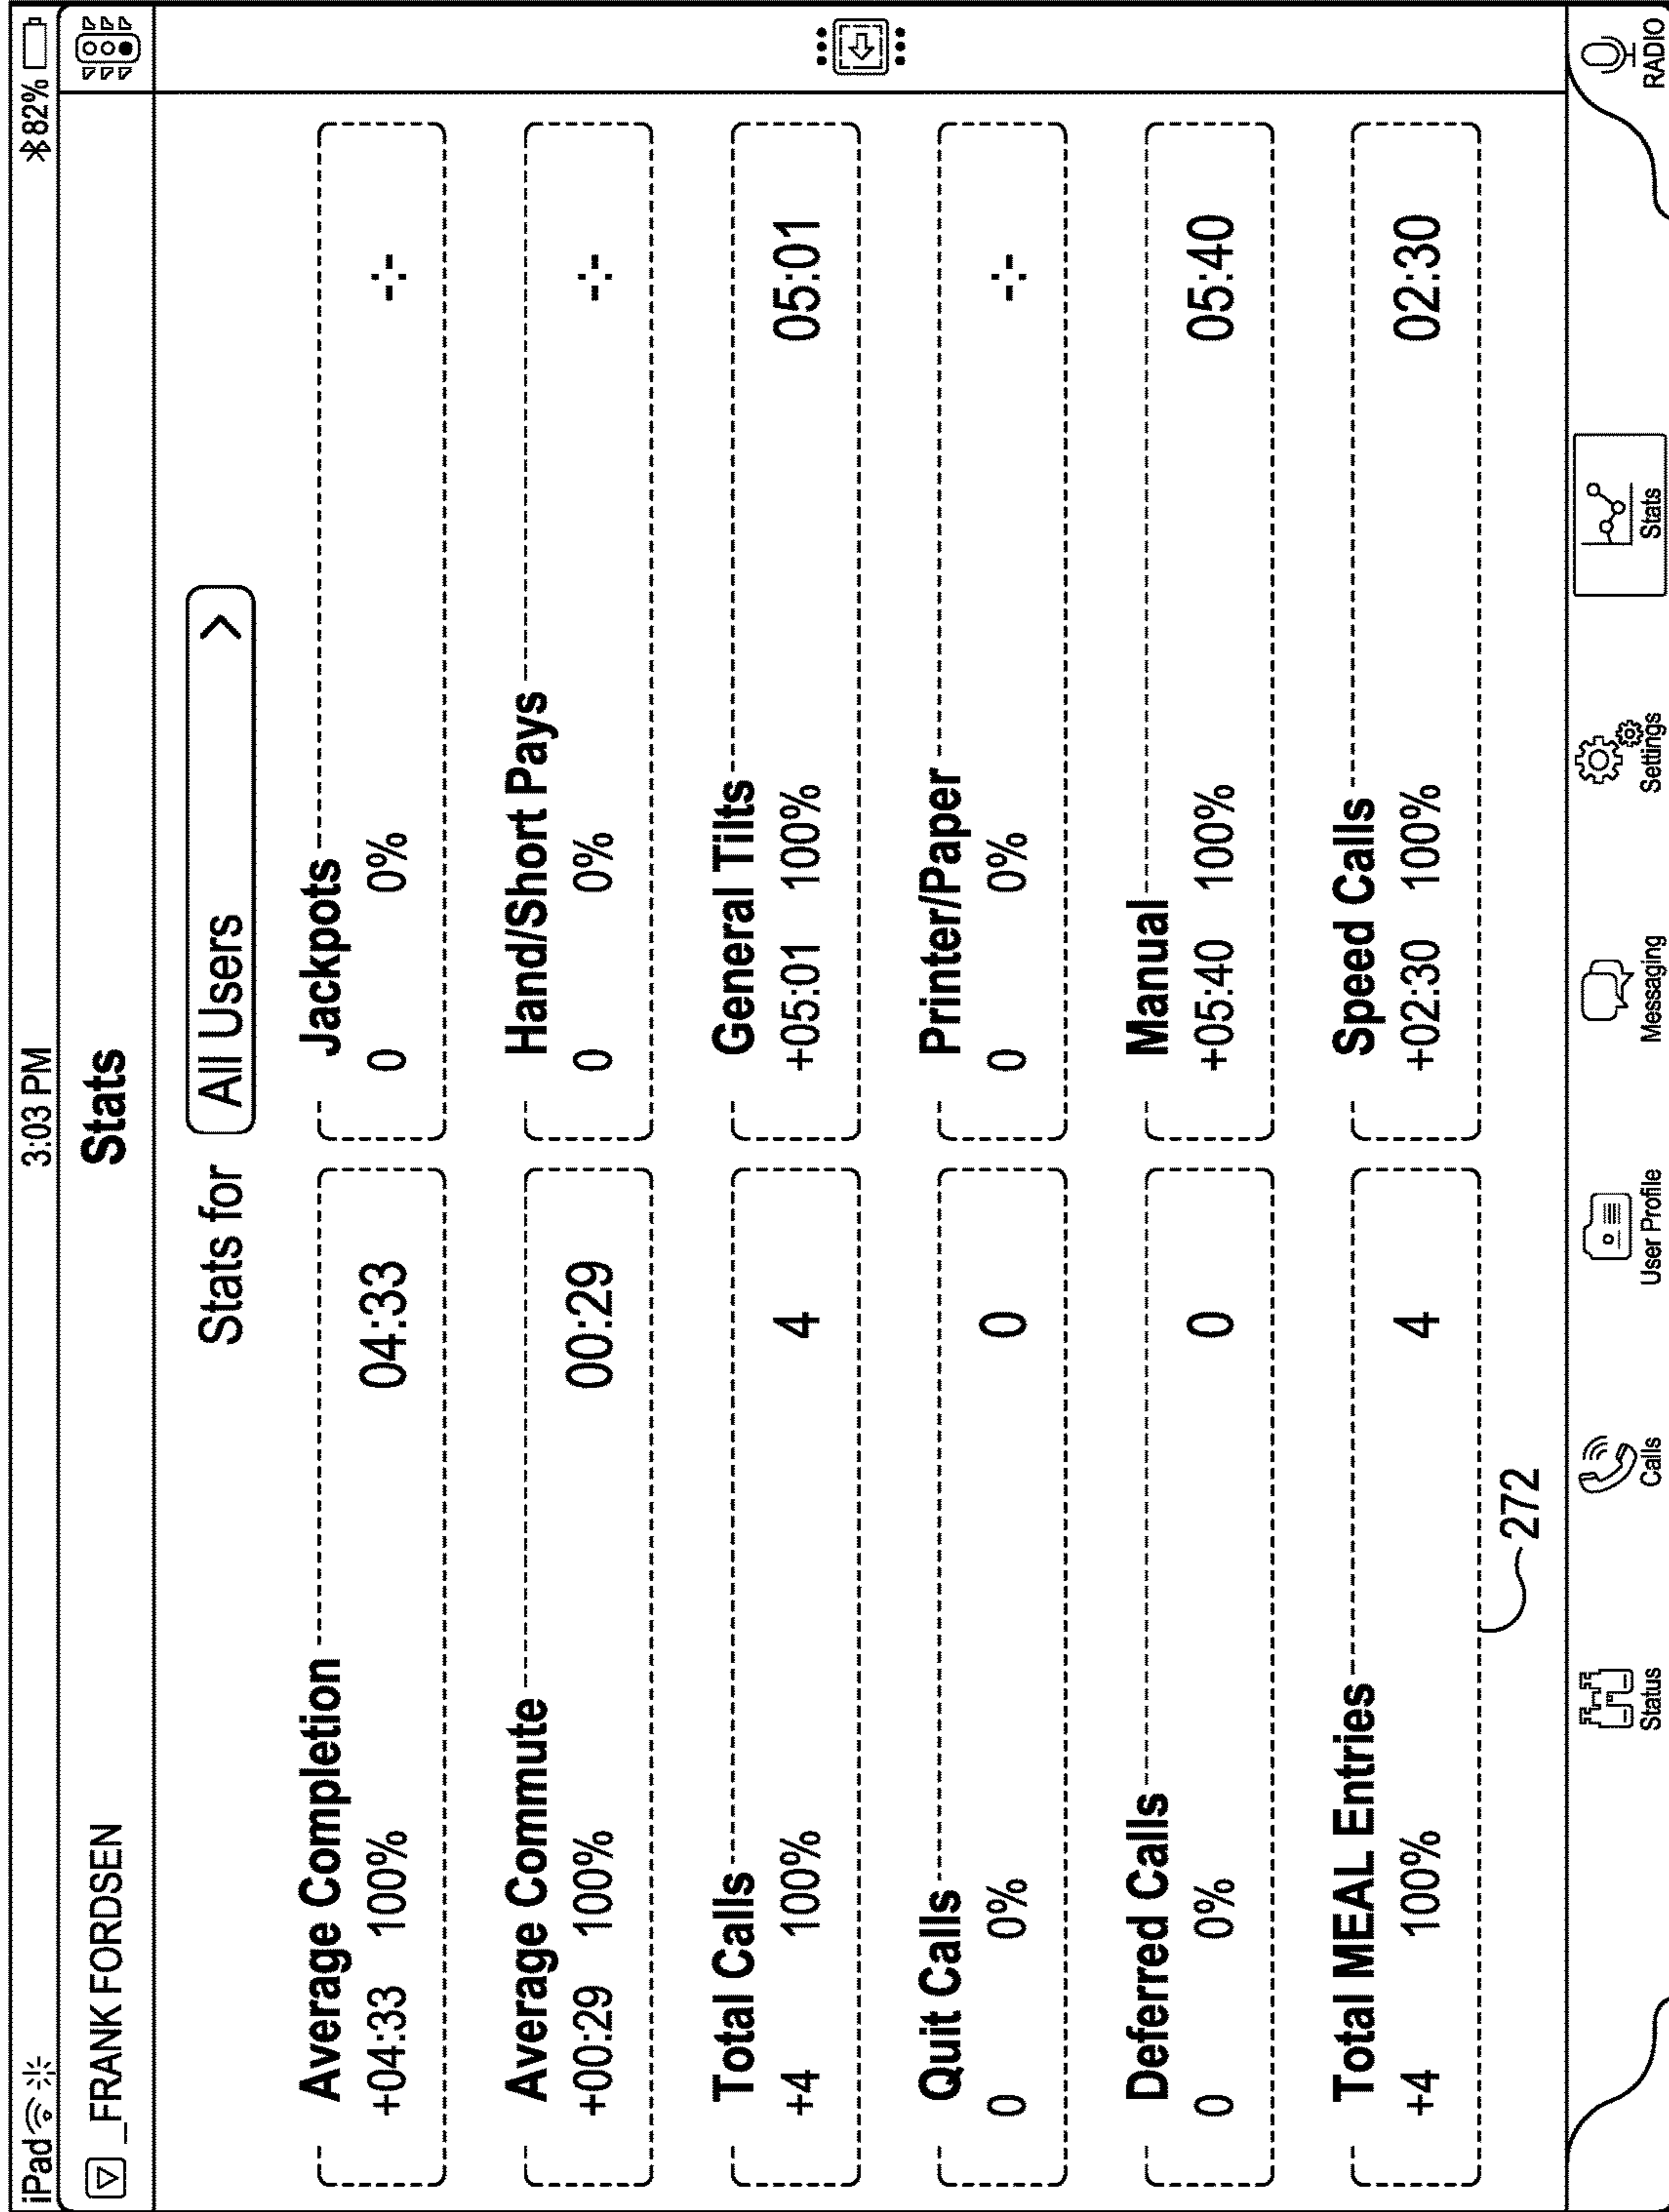 iPad 3:03 PM 82%
_FRANK FORDSEN Stats
Stats for All Users >
Average Completion
+04:33 100% 04:33
Jackpots
0 0% -:-
Average Commute
+00:29 100% 00:29
Hand/Short Pays
0 0% -:-
Total Calls
+4 100% 4
General Tilts
+05:01 100% 05:01
Quit Calls
0 0% 0
Printer/Paper
0 0% -:-
Deferred Calls
0 0% 0
Manual
+05:40 100% 05:40
Total MEAL Entries
+4 100% 4
Speed Calls
+02:30 100% 02:30
272
Status Calls User Profile Messaging Settings Stats RADIO